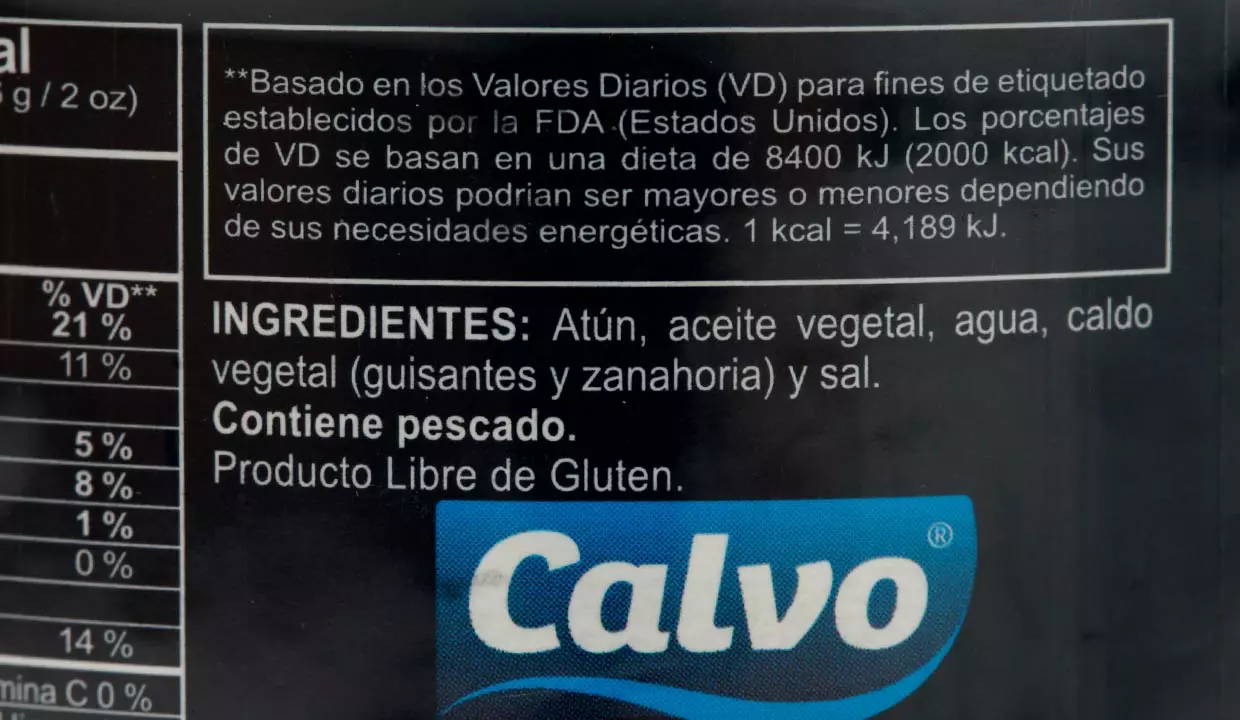 al
g / 2 oz)
% VD**
21 %
11 %
5 %
8 %
1 %
0 %
14 %
mina C 0 %
**Basado en los Valores Diarios (VD) para fines de etiquetado
establecidos por la FDA (Estados Unidos). Los porcentajes
de VD se basan en una dieta de 8400 kJ (2000 kcal). Sus
valores diarios podrian ser mayores o menores dependiendo
de sus necesidades energéticas. 1 kcal = 4,189 kJ.
INGREDIENTES: Atún, aceite vegetal, agua, caldo
vegetal (guisantes y zanahoria) y sal.
Contiene pescado.
Producto Libre de Gluten.
Calvo®